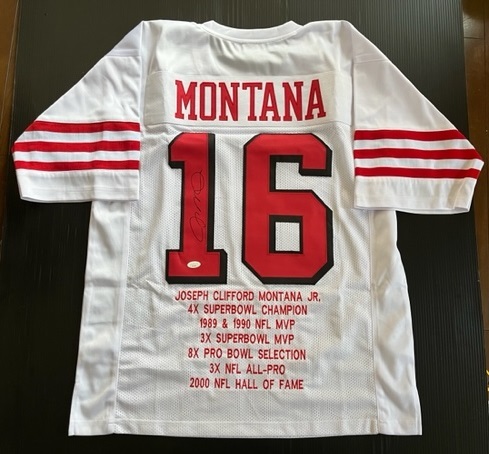 MONTANA
16
JOSEPH CLIFFORD MONTANA JR.
4X SUPERBOWL CHAMPION
1989 & 1990 NFL MVP
3X SUPERBOWL MVP
8X PRO BOWL SELECTION
3X NFL ALL-PRO
2000 NFL HALL OF FAME